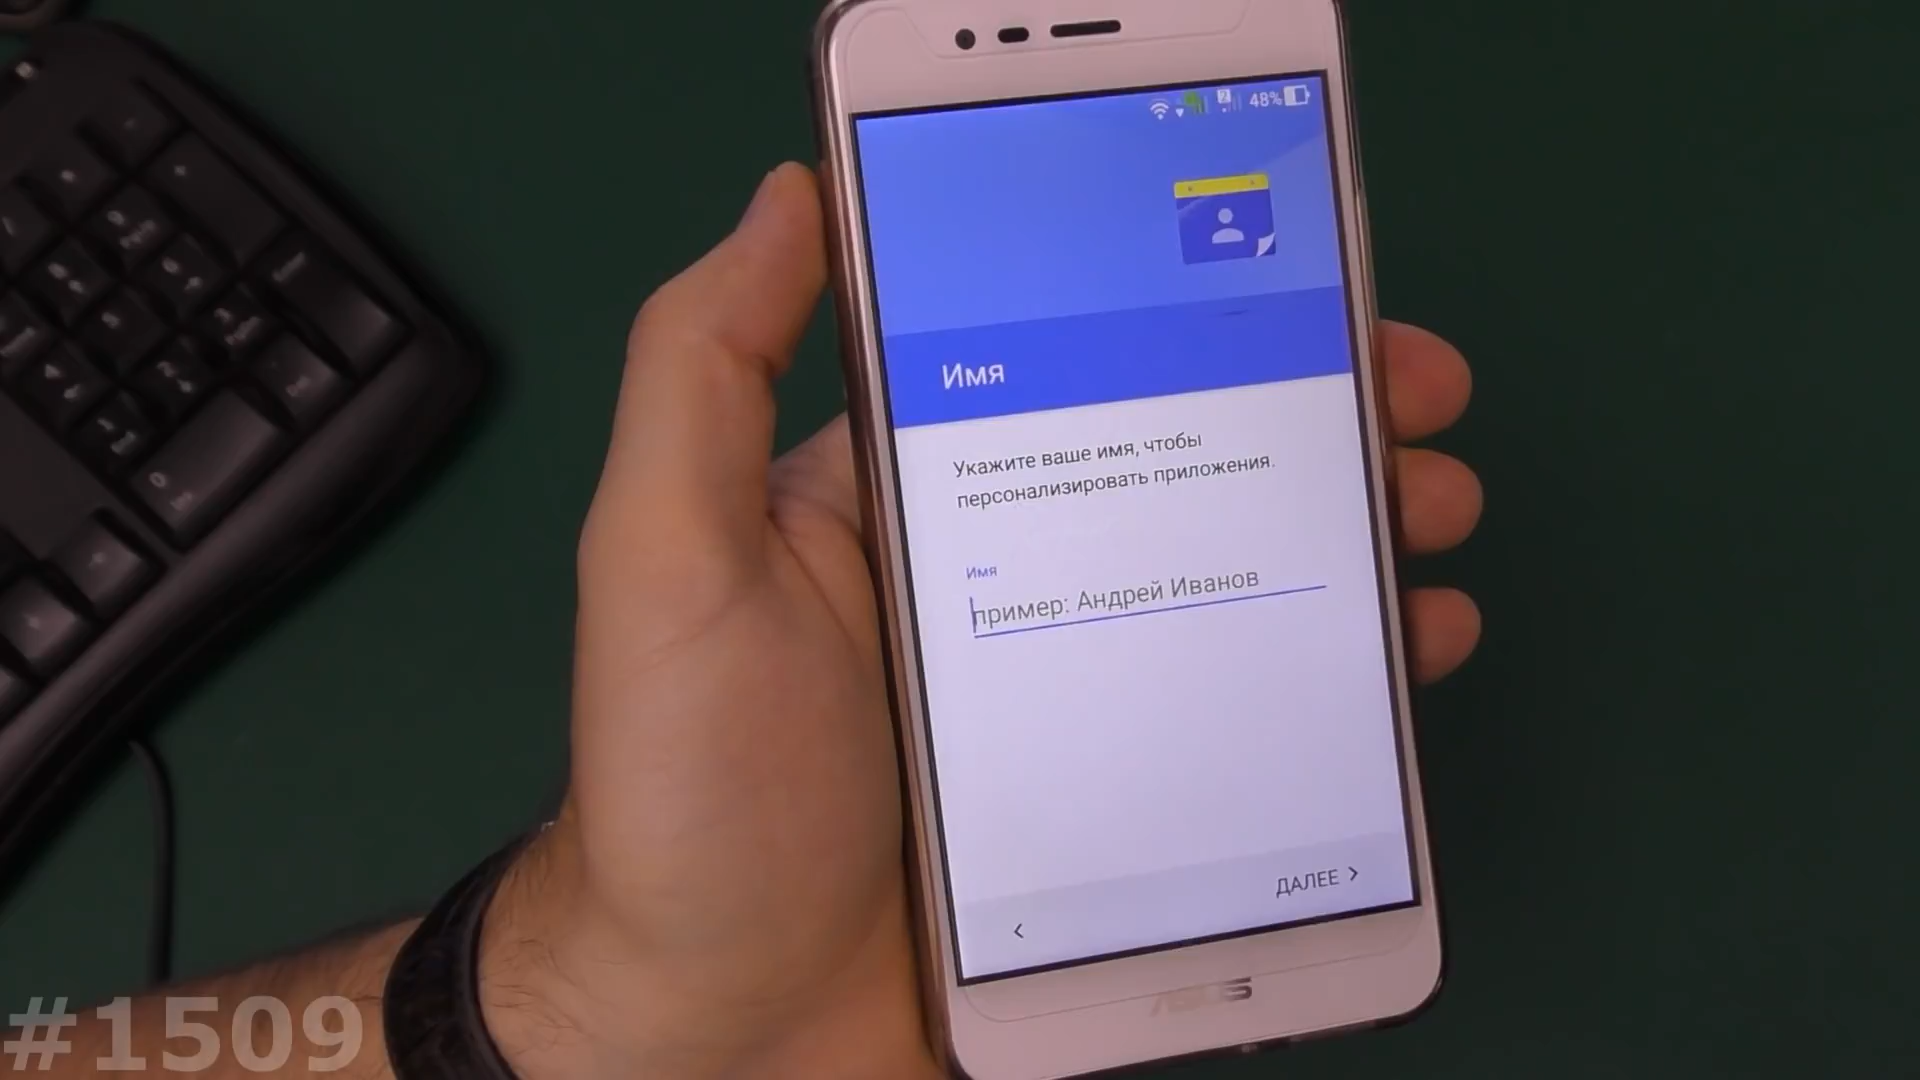 48%
Имя
Укажите ваше имя, чтобы
персонализировать приложения.
Имя
пример: Андрей Иванов
ДАЛЕЕ >
<
ASUS
#1509